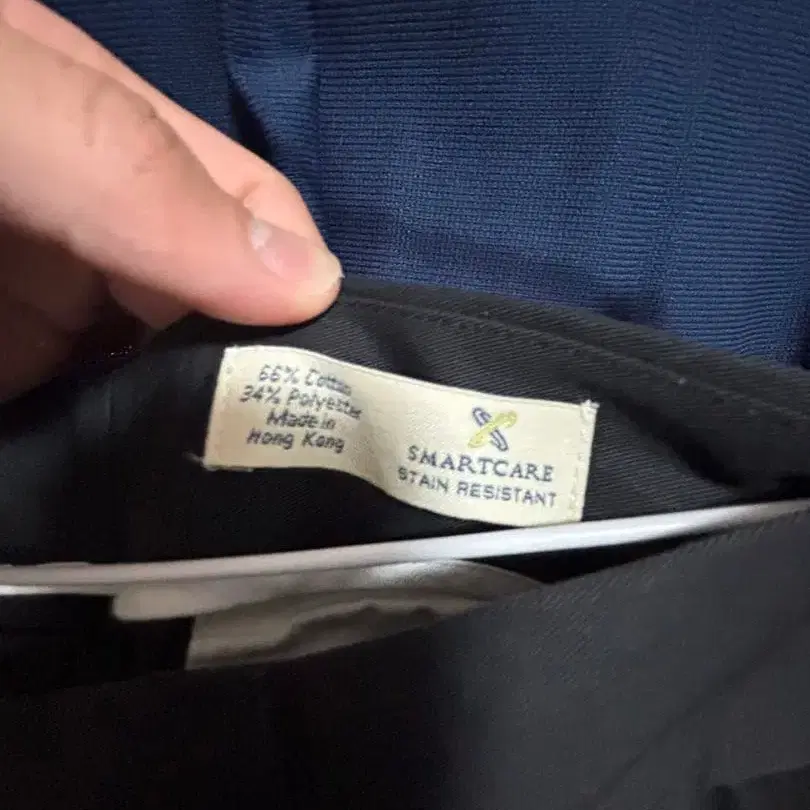 66% Cotton
34% Polyester
Made in
Hong Kong
SMARTCARE
STAIN RESISTANT